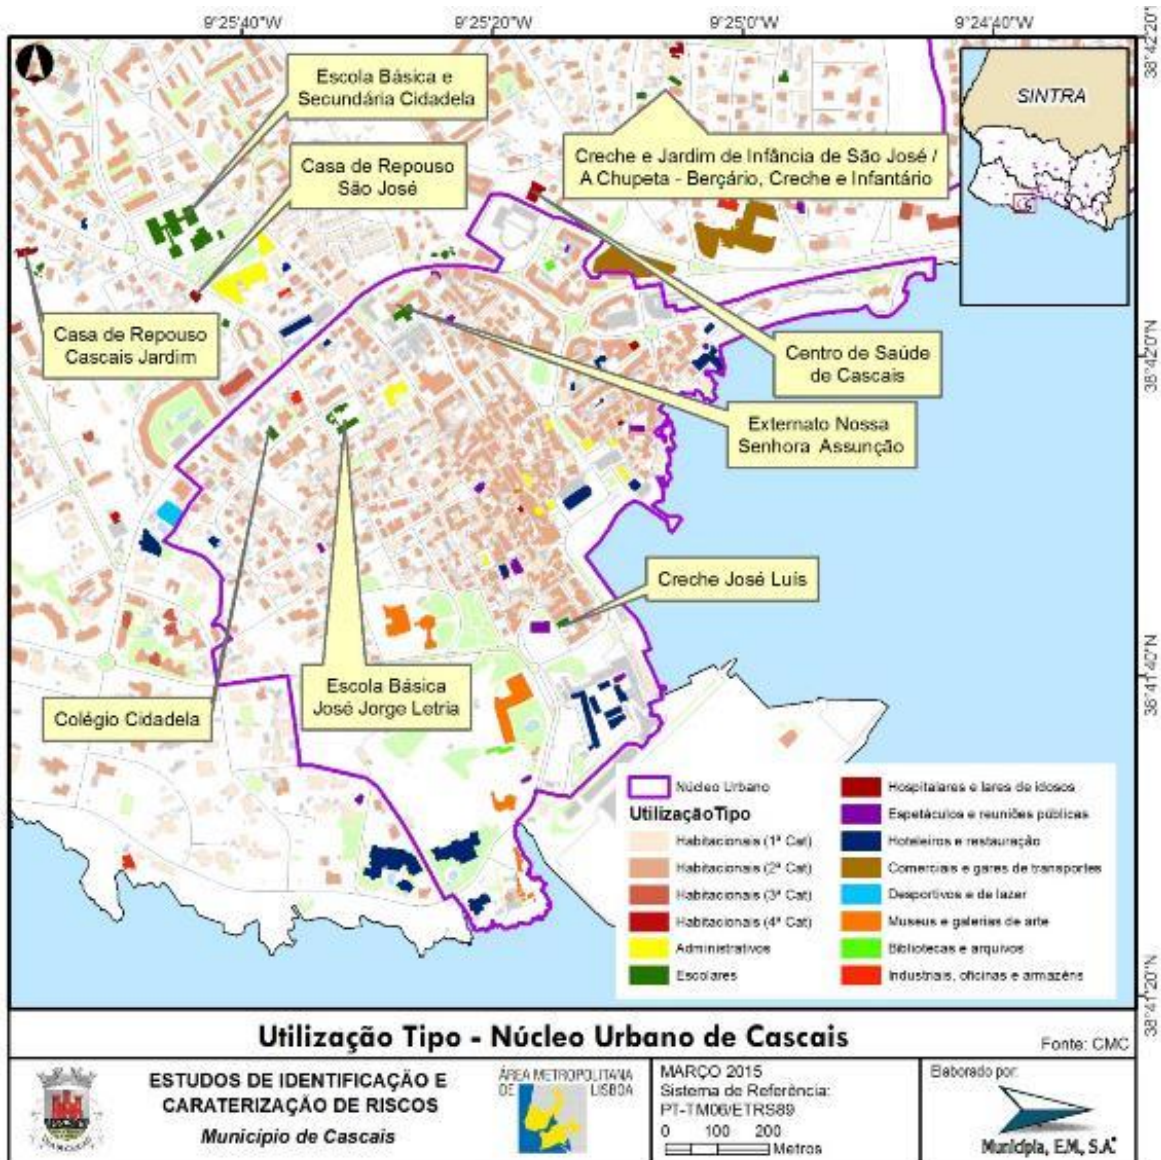 9°25'40"W
9°25'20"W
9°25'0"W
9°24'40"W
38°42'20"N
38°42'0"N
38°41'40"N
38°41'20"N
SINTRA
Escola Básica e
Secundária Cidadela
Casa de Repouso
São José
Creche e Jardim de Infância de São José /
A Chupeta - Berçário, Creche e Infantário
Casa de Repouso
Cascais Jardim
Centro de Saúde
de Cascais
Externato Nossa
Senhora Assunção
Creche José Luís
Escola Básica
José Jorge Letria
Colégio Cidadela
Núcleo Urbano
UtilizaçãoTipo
Habitacionais (1ª Cat)
Habitacionais (2ª Cat)
Habitacionais (3ª Cat)
Habitacionais (4ª Cat)
Administrativos
Escolares
Hospitalares e lares de idosos
Espetáculos e reuniões públicas
Hoteleiros e restauração
Comerciais e gares de transportes
Desportivos e de lazer
Museus e galerias de arte
Bibliotecas e arquivos
Industriais, oficinas e armazéns
Utilização Tipo - Núcleo Urbano de Cascais
Fonte: CMC
ESTUDOS DE IDENTIFICAÇÃO E
CARATERIZAÇÃO DE RISCOS
Município de Cascais
ÁREA METROPOLITANA
DE LISBOA
MARÇO 2015
Sistema de Referência:
PT-TM06/ETRS89
0 100 200
Metros
Elaborado por:
Municípia, E.M., S.A.